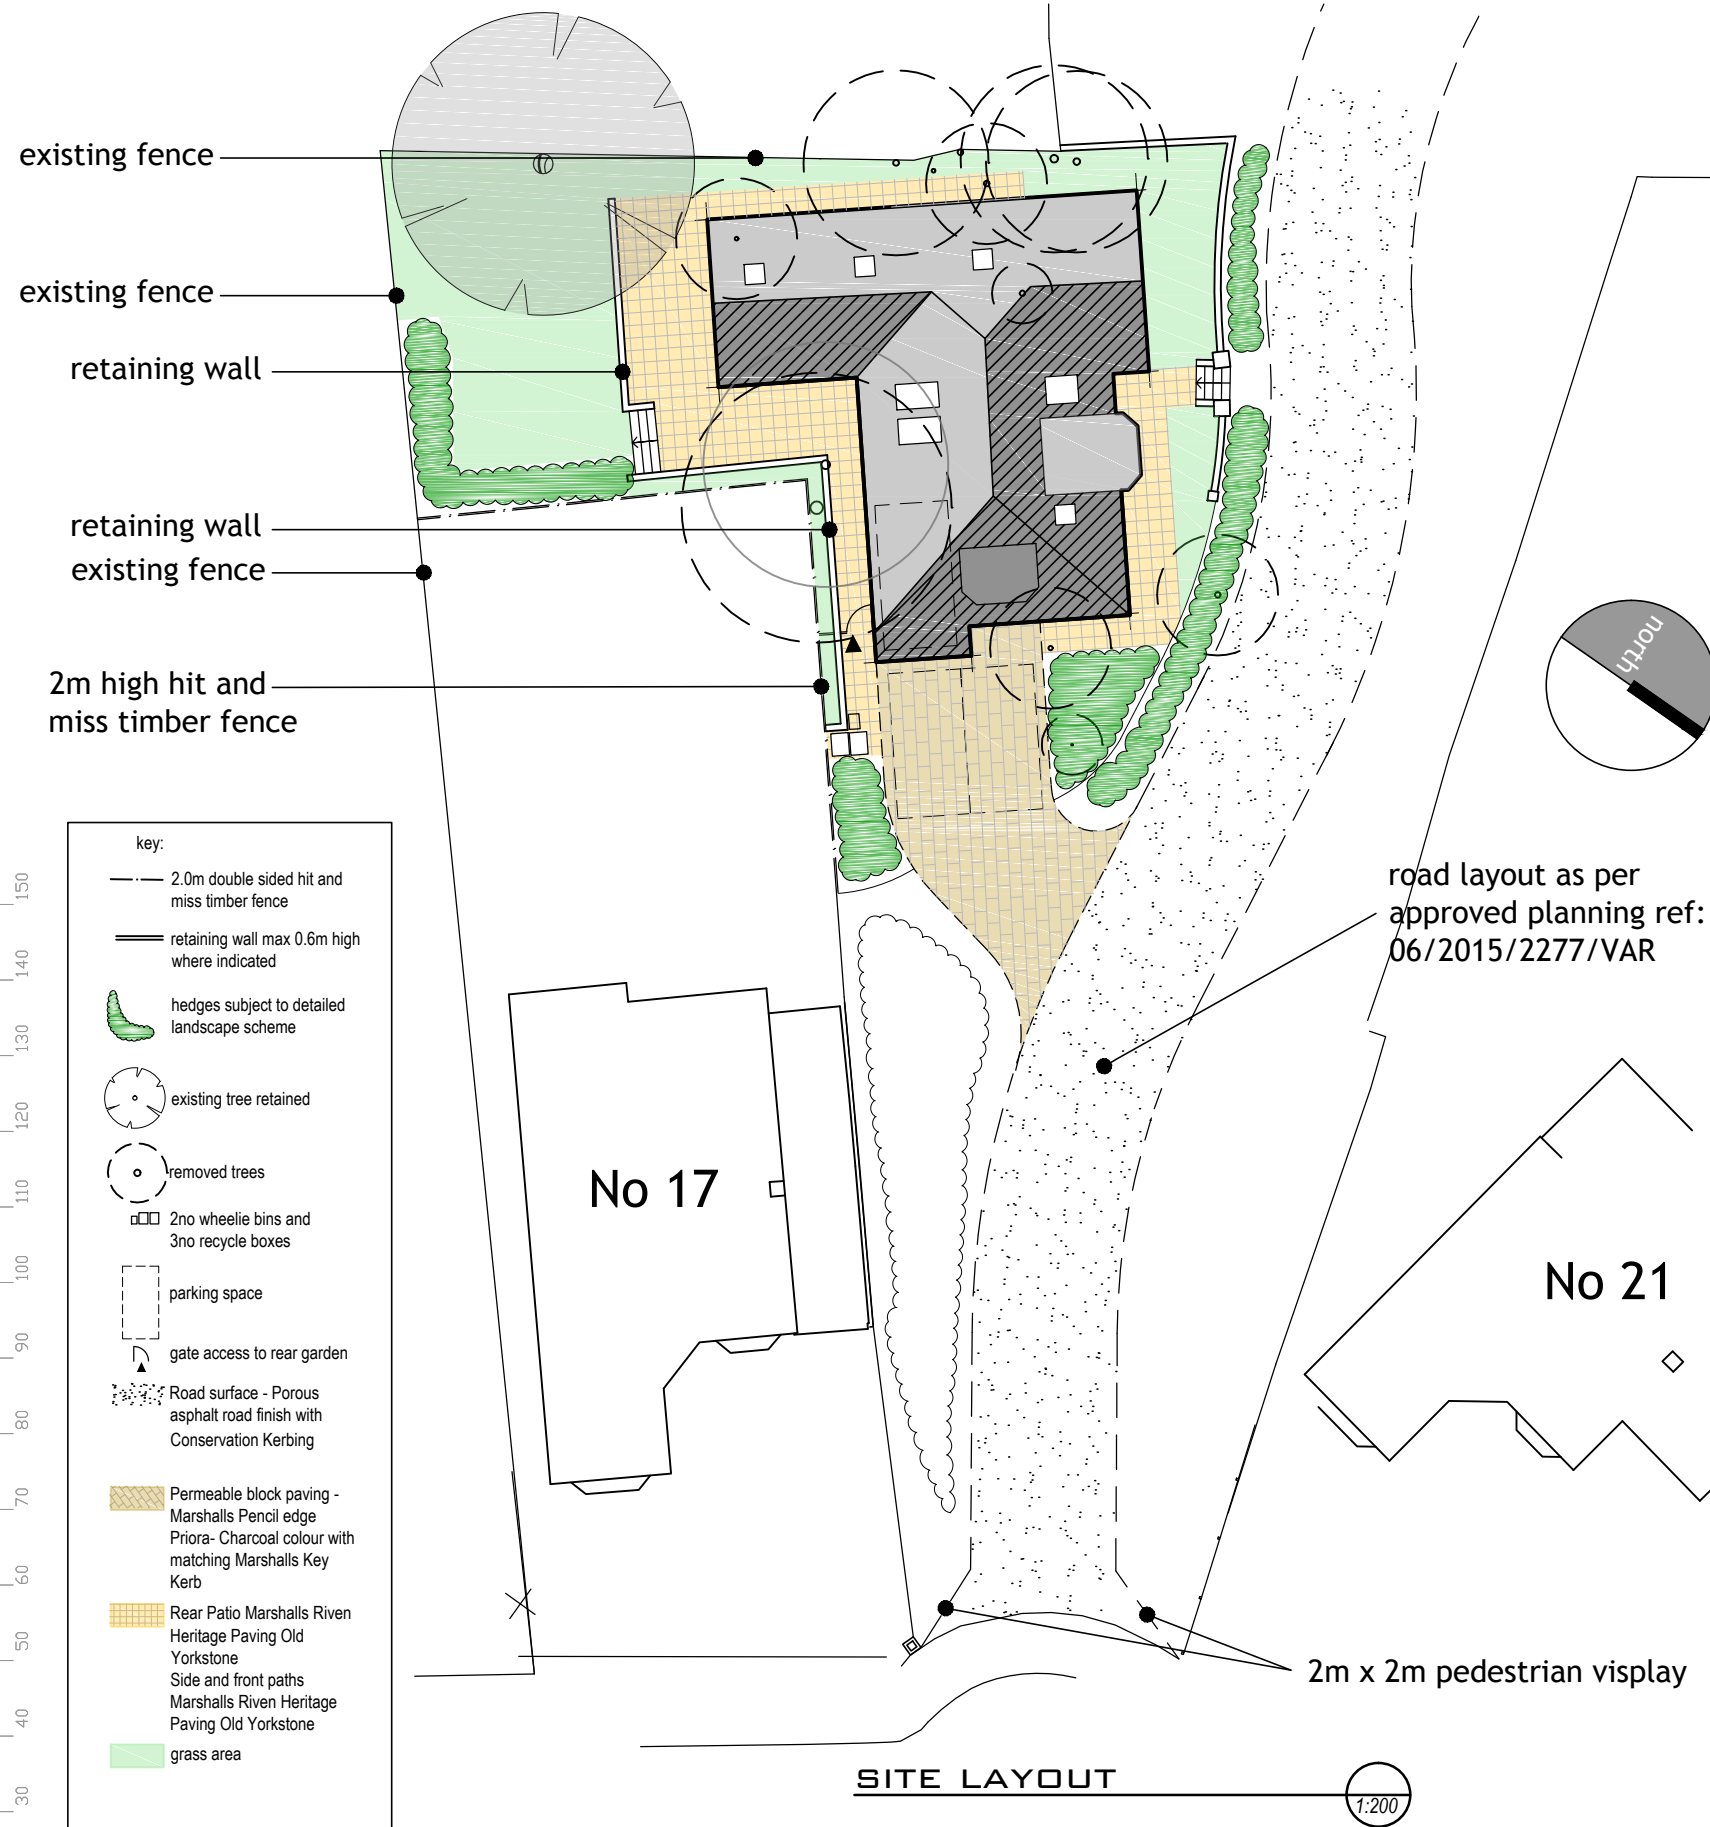 existing fence
existing fence
retaining wall
retaining wall
existing fence
2m high hit and
miss timber fence
north
road layout as per
approved planning ref:
06/2015/2277/VAR
No 17
No 21
2m x 2m pedestrian visplay
key:
2.0m double sided hit and
miss timber fence
retaining wall max 0.6m high
where indicated
hedges subject to detailed
landscape scheme
existing tree retained
removed trees
2no wheelie bins and
3no recycle boxes
parking space
gate access to rear garden
Road surface - Porous
asphalt road finish with
Conservation Kerbing
Permeable block paving -
Marshalls Pencil edge
Priora- Charcoal colour with
matching Marshalls Key
Kerb
Rear Patio Marshalls Riven
Heritage Paving Old
Yorkstone
Side and front paths
Marshalls Riven Heritage
Paving Old Yorkstone
grass area
150
140
130
120
110
100
90
80
70
60
50
40
30
SITE LAYOUT
1:200